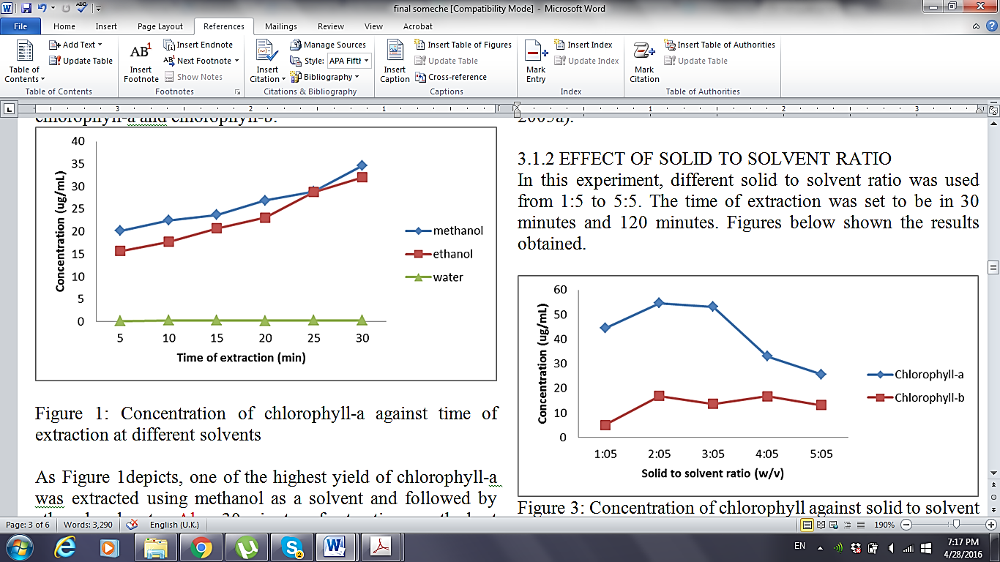 final someche [Compatibility Mode] - Microsoft Word
File Home Insert Page Layout References Mailings Review View Acrobat
Table of Contents
Add Text
Update Table
Table of Contents
AB1
Insert Footnote
Insert Endnote
Next Footnote
Show Notes
Footnotes
Insert Citation
Manage Sources
Style: APA Fifth
Bibliography
Citations & Bibliography
Insert Caption
Insert Table of Figures
Update Table
Cross-reference
Captions
Mark Entry
Insert Index
Update Index
Index
Mark Citation
Insert Table of Authorities
Update Table
Table of Authorities
3 2 1 1 2 3
chlorophyll-a and chlorophyll-b.
Concentration (ug/mL)
40
35
30
25
20
15
10
5
0
5 10 15 20 25 30
Time of extraction (min)
methanol
ethanol
water
Figure 1: Concentration of chlorophyll-a against time of
extraction at different solvents
As Figure 1depicts, one of the highest yield of chlorophyll-a
was extracted using methanol as a solvent and followed by
2005a).
3.1.2 EFFECT OF SOLID TO SOLVENT RATIO
In this experiment, different solid to solvent ratio was used
from 1:5 to 5:5. The time of extraction was set to be in 30
minutes and 120 minutes. Figures below shown the results
obtained.
Concentration (ug/mL)
60
50
40
30
20
10
0
1:05 2:05 3:05 4:05 5:05
Solid to solvent ratio (w/v)
Chlorophyll-a
Chlorophyll-b
Figure 3: Concentration of chlorophyll against solid to solvent
Page: 3 of 6 Words: 3,290 English (U.K.) 190%
EN
7:17 PM
4/28/2016